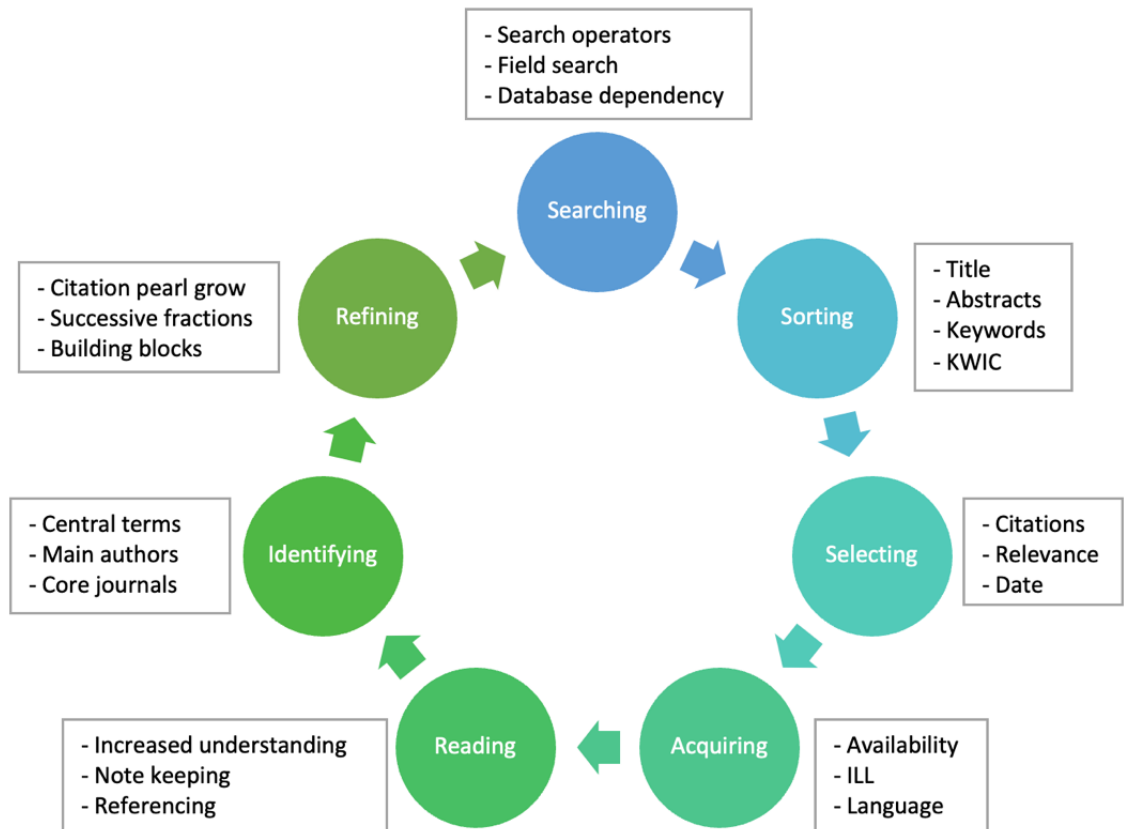 - Search operators
- Field search
- Database dependency
Searching
Sorting
- Title
- Abstracts
- Keywords
- KWIC
Selecting
- Citations
- Relevance
- Date
Acquiring
- Availability
- ILL
- Language
Reading
- Increased understanding
- Note keeping
- Referencing
Identifying
- Central terms
- Main authors
- Core journals
Refining
- Citation pearl grow
- Successive fractions
- Building blocks